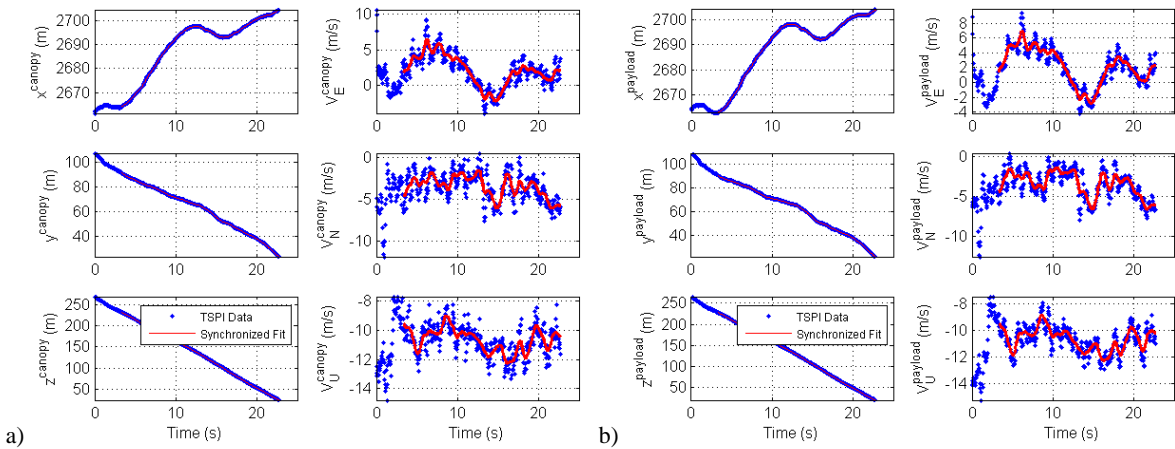 2700
2690
2680
2670
x^canopy (m)
0 10 20
10
5
0
V_E^canopy (m/s)
0 10 20
100
80
60
40
y^canopy (m)
0 10 20
0
-5
-10
V_N^canopy (m/s)
0 10 20
250
200
150
100
50
z^canopy (m)
TSPI Data
Synchronized Fit
0 10 20
Time (s)
-8
-10
-12
-14
V_U^canopy (m/s)
0 10 20
Time (s)
a)
2700
2690
2680
2670
x^payload (m)
0 10 20
8
6
4
2
0
-2
-4
V_E^payload (m/s)
0 10 20
100
80
60
40
y^payload (m)
0 10 20
0
-5
-10
V_N^payload (m/s)
0 10 20
250
200
150
100
50
z^payload (m)
TSPI Data
Synchronized Fit
0 10 20
Time (s)
-8
-10
-12
-14
V_U^payload (m/s)
0 10 20
Time (s)
b)